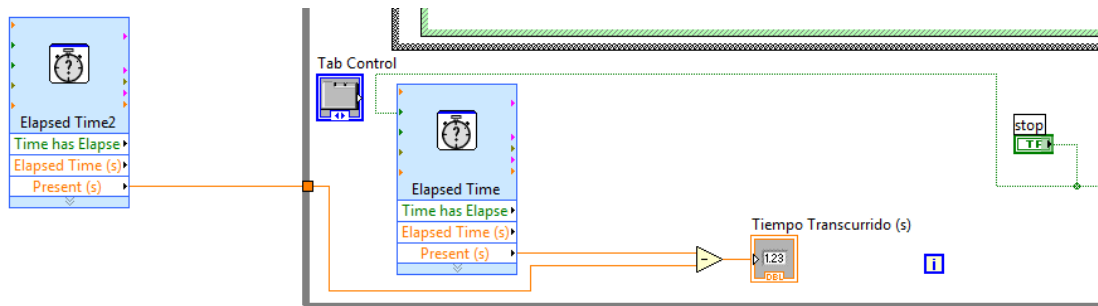 Elapsed Time2
Time has Elapse
Elapsed Time (s)
Present (s)
Tab Control
Elapsed Time
Time has Elapse
Elapsed Time (s)
Present (s)
Tiempo Transcurrido (s)
1.23
DBL
stop
TF
i